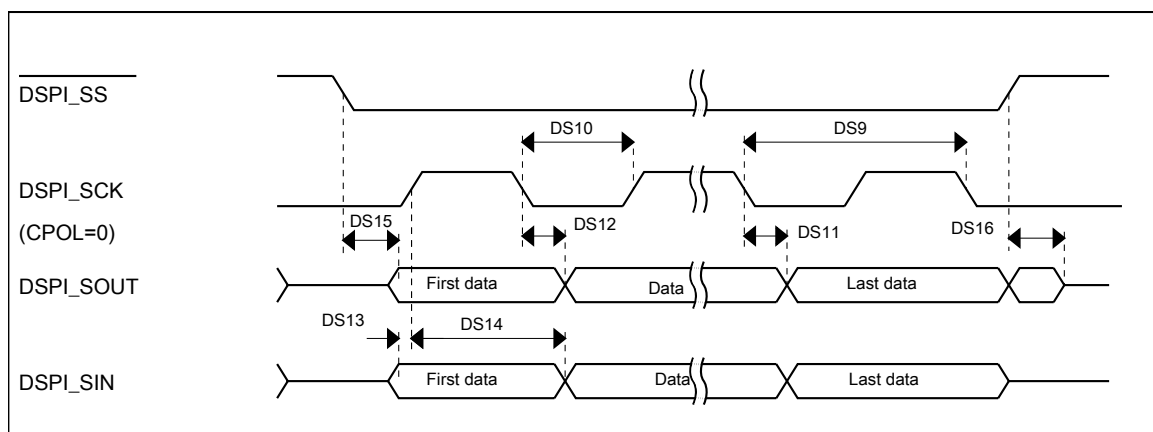 DSPI_SS
DS10
DS9
DSPI_SCK
(CPOL=0)
DS15
DS12
DS11
DS16
DSPI_SOUT
First data
Data
Last data
DS13
DS14
DSPI_SIN
First data
Data
Last data